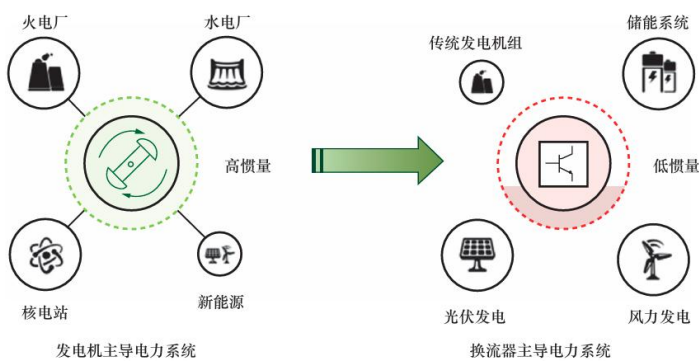 火电厂
水电厂
高惯量
核电站
新能源
发电机主导电力系统
传统发电机组
储能系统
低惯量
光伏发电
风力发电
换流器主导电力系统